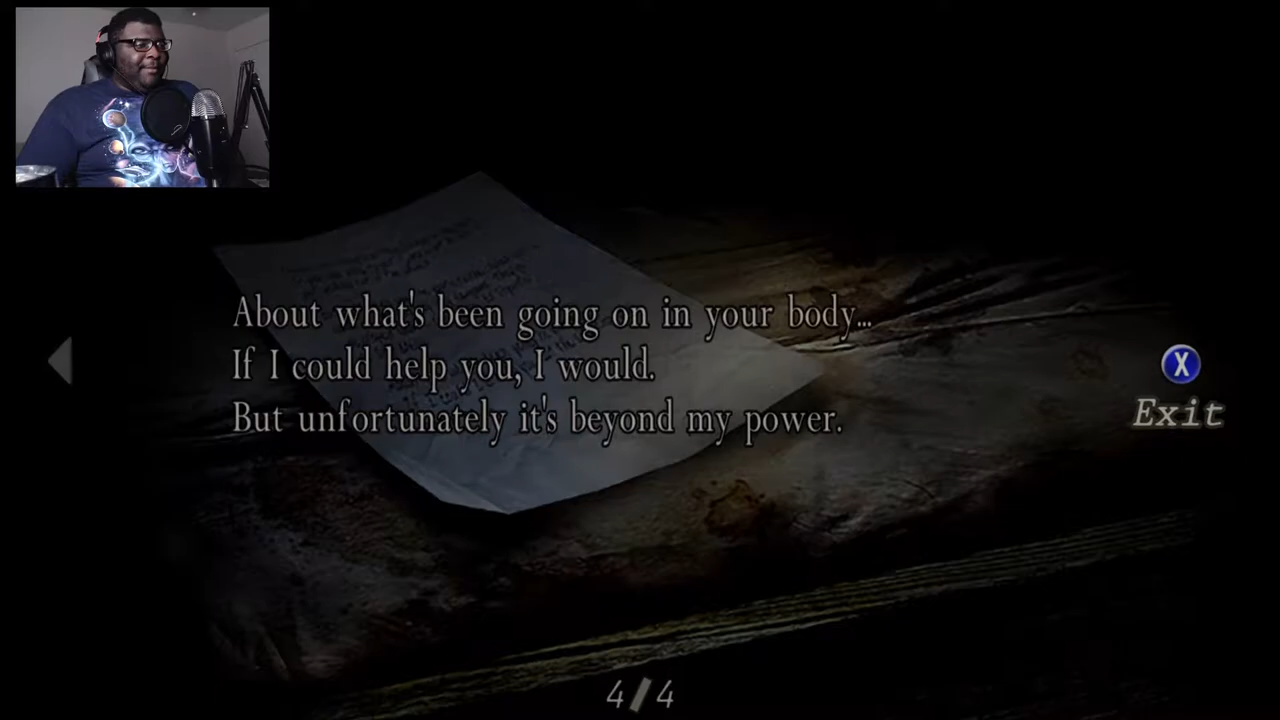 About what's been going on in your body...
If I could help you, I would.
But unfortunately it's beyond my power.
X
Exit
4/4